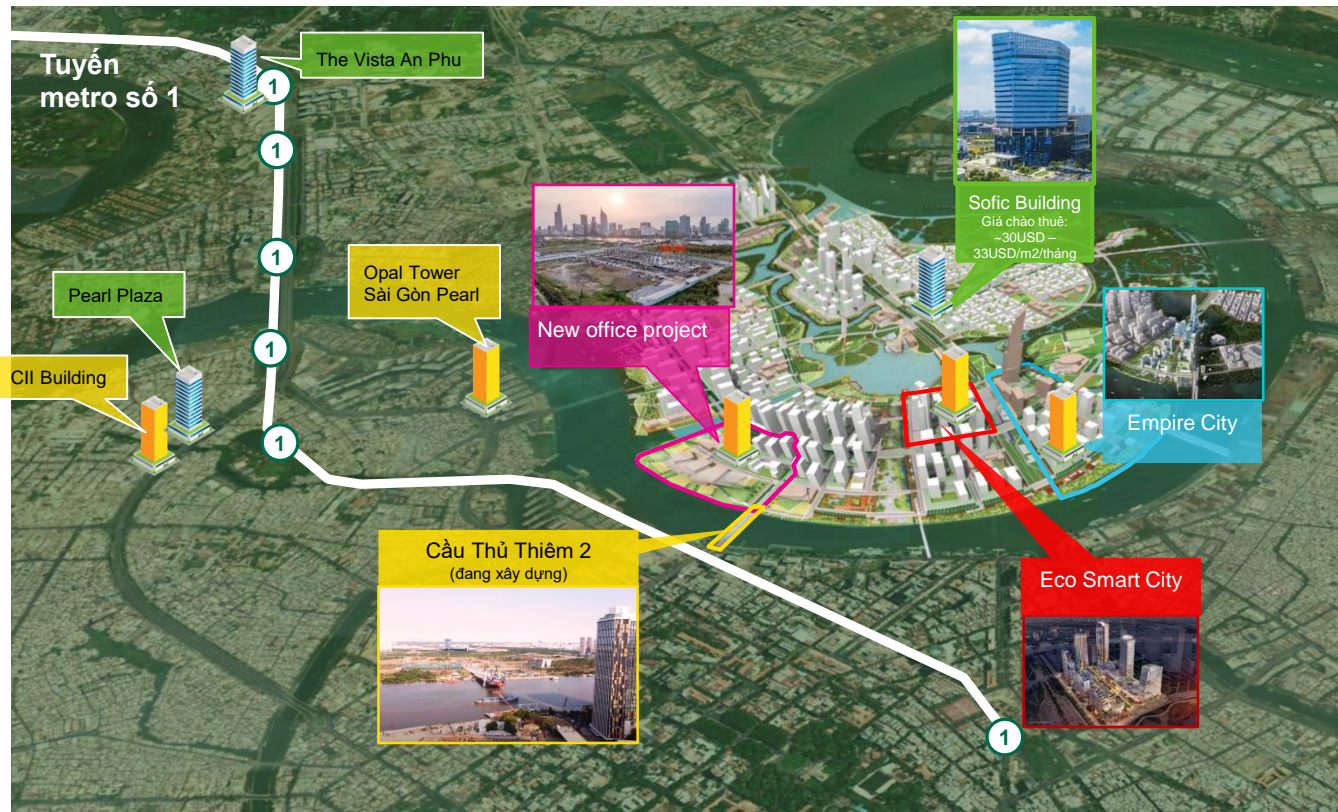 Tuyến
metro số 1
The Vista An Phu
1
1
1
1
1
1
Pearl Plaza
CII Building
Opal Tower
Sài Gòn Pearl
New office project
Sofic Building
Giá chào thuê:
~30USD –
33USD/m2/tháng
Empire City
Cầu Thủ Thiêm 2
(đang xây dựng)
Eco Smart City